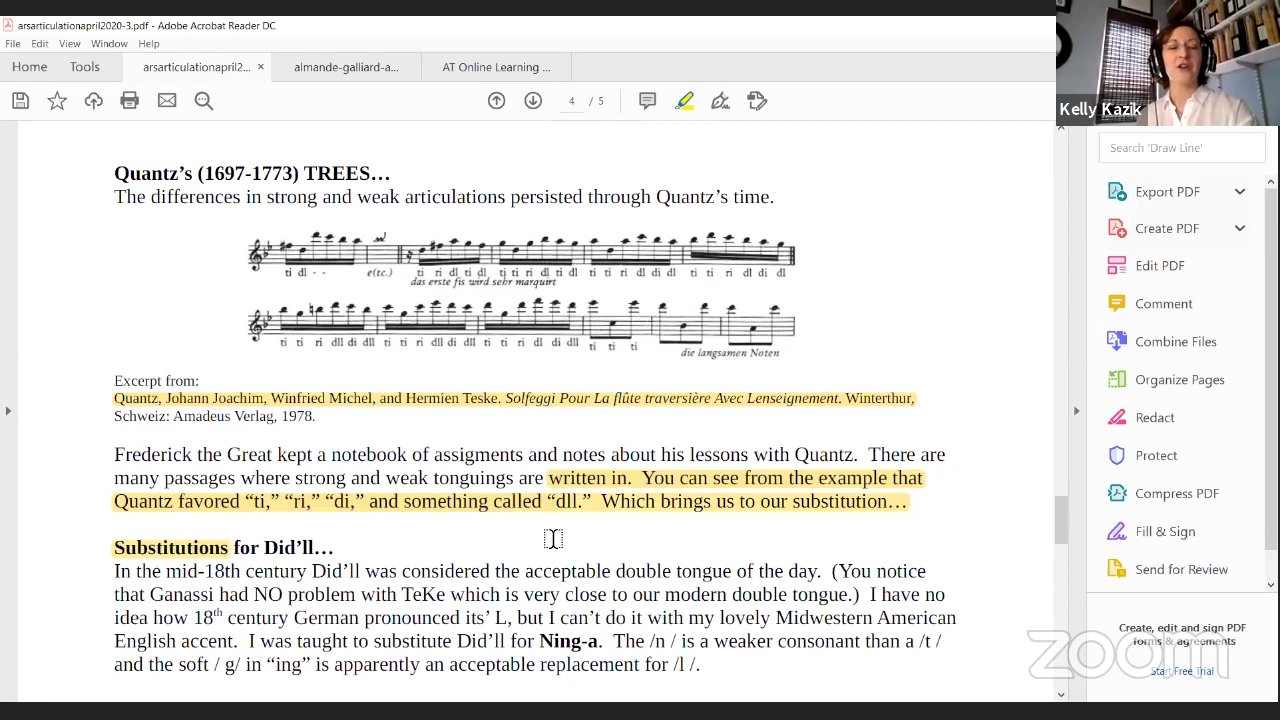 arsarticulationapril2020-3.pdf - Adobe Acrobat Reader DC
File Edit View Window Help
Home Tools arsarticulationapril2... × almande-galliard-a... AT Online Learning ...
4 / 5
Kelly Kazik
Search 'Draw Line'
Export PDF
Create PDF
Edit PDF
Comment
Combine Files
Organize Pages
Redact
Protect
Compress PDF
Fill & Sign
Send for Review
Create, edit and sign PDF
forms & agreements
Start Free Trial
zoom
Quantz's (1697-1773) TREES…
The differences in strong and weak articulations persisted through Quantz's time.
ti dl - - e(tc.) ti ri dl ti dl ti ti ri dl ti dl ti ti ri dl di dl ti ti ri dl di dl
das erste fis wird sehr marquirt
ti ti ri dll di dll ti ti ri dl di dl ti ti ri dl di dll ti ti ti
die langsamen Noten
Excerpt from:
Quantz, Johann Joachim, Winfried Michel, and Hermien Teske. Solfeggi Pour La flûte traversière Avec Lenseignement. Winterthur,
Schweiz: Amadeus Verlag, 1978.
Frederick the Great kept a notebook of assigments and notes about his lessons with Quantz. There are
many passages where strong and weak tonguings are written in. You can see from the example that
Quantz favored “ti,” “ri,” “di,” and something called “dll.” Which brings us to our substitution…
Substitutions for Did'll…
In the mid-18th century Did'll was considered the acceptable double tongue of the day. (You notice
that Ganassi had NO problem with TeKe which is very close to our modern double tongue.) I have no
idea how 18th century German pronounced its' L, but I can't do it with my lovely Midwestern American
English accent. I was taught to substitute Did'll for Ning-a. The /n / is a weaker consonant than a /t /
and the soft / g/ in “ing” is apparently an acceptable replacement for /l /.